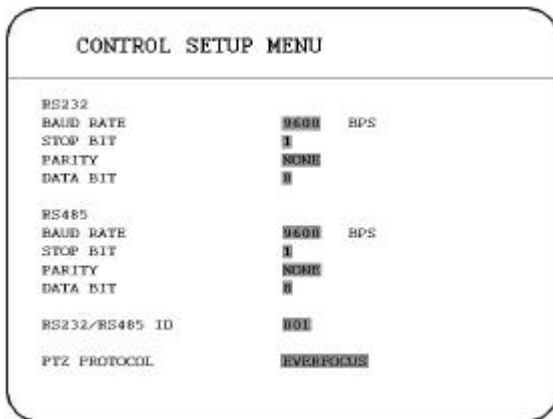 CONTROL SETUP MENU
RS232
BAUD RATE 9600 BPS
STOP BIT 1
PARITY NONE
DATA BIT 8
RS485
BAUD RATE 9600 BPS
STOP BIT 1
PARITY NONE
DATA BIT 8
RS232/RS485 ID 001
PTZ PROTOCOL EVERFOCUS